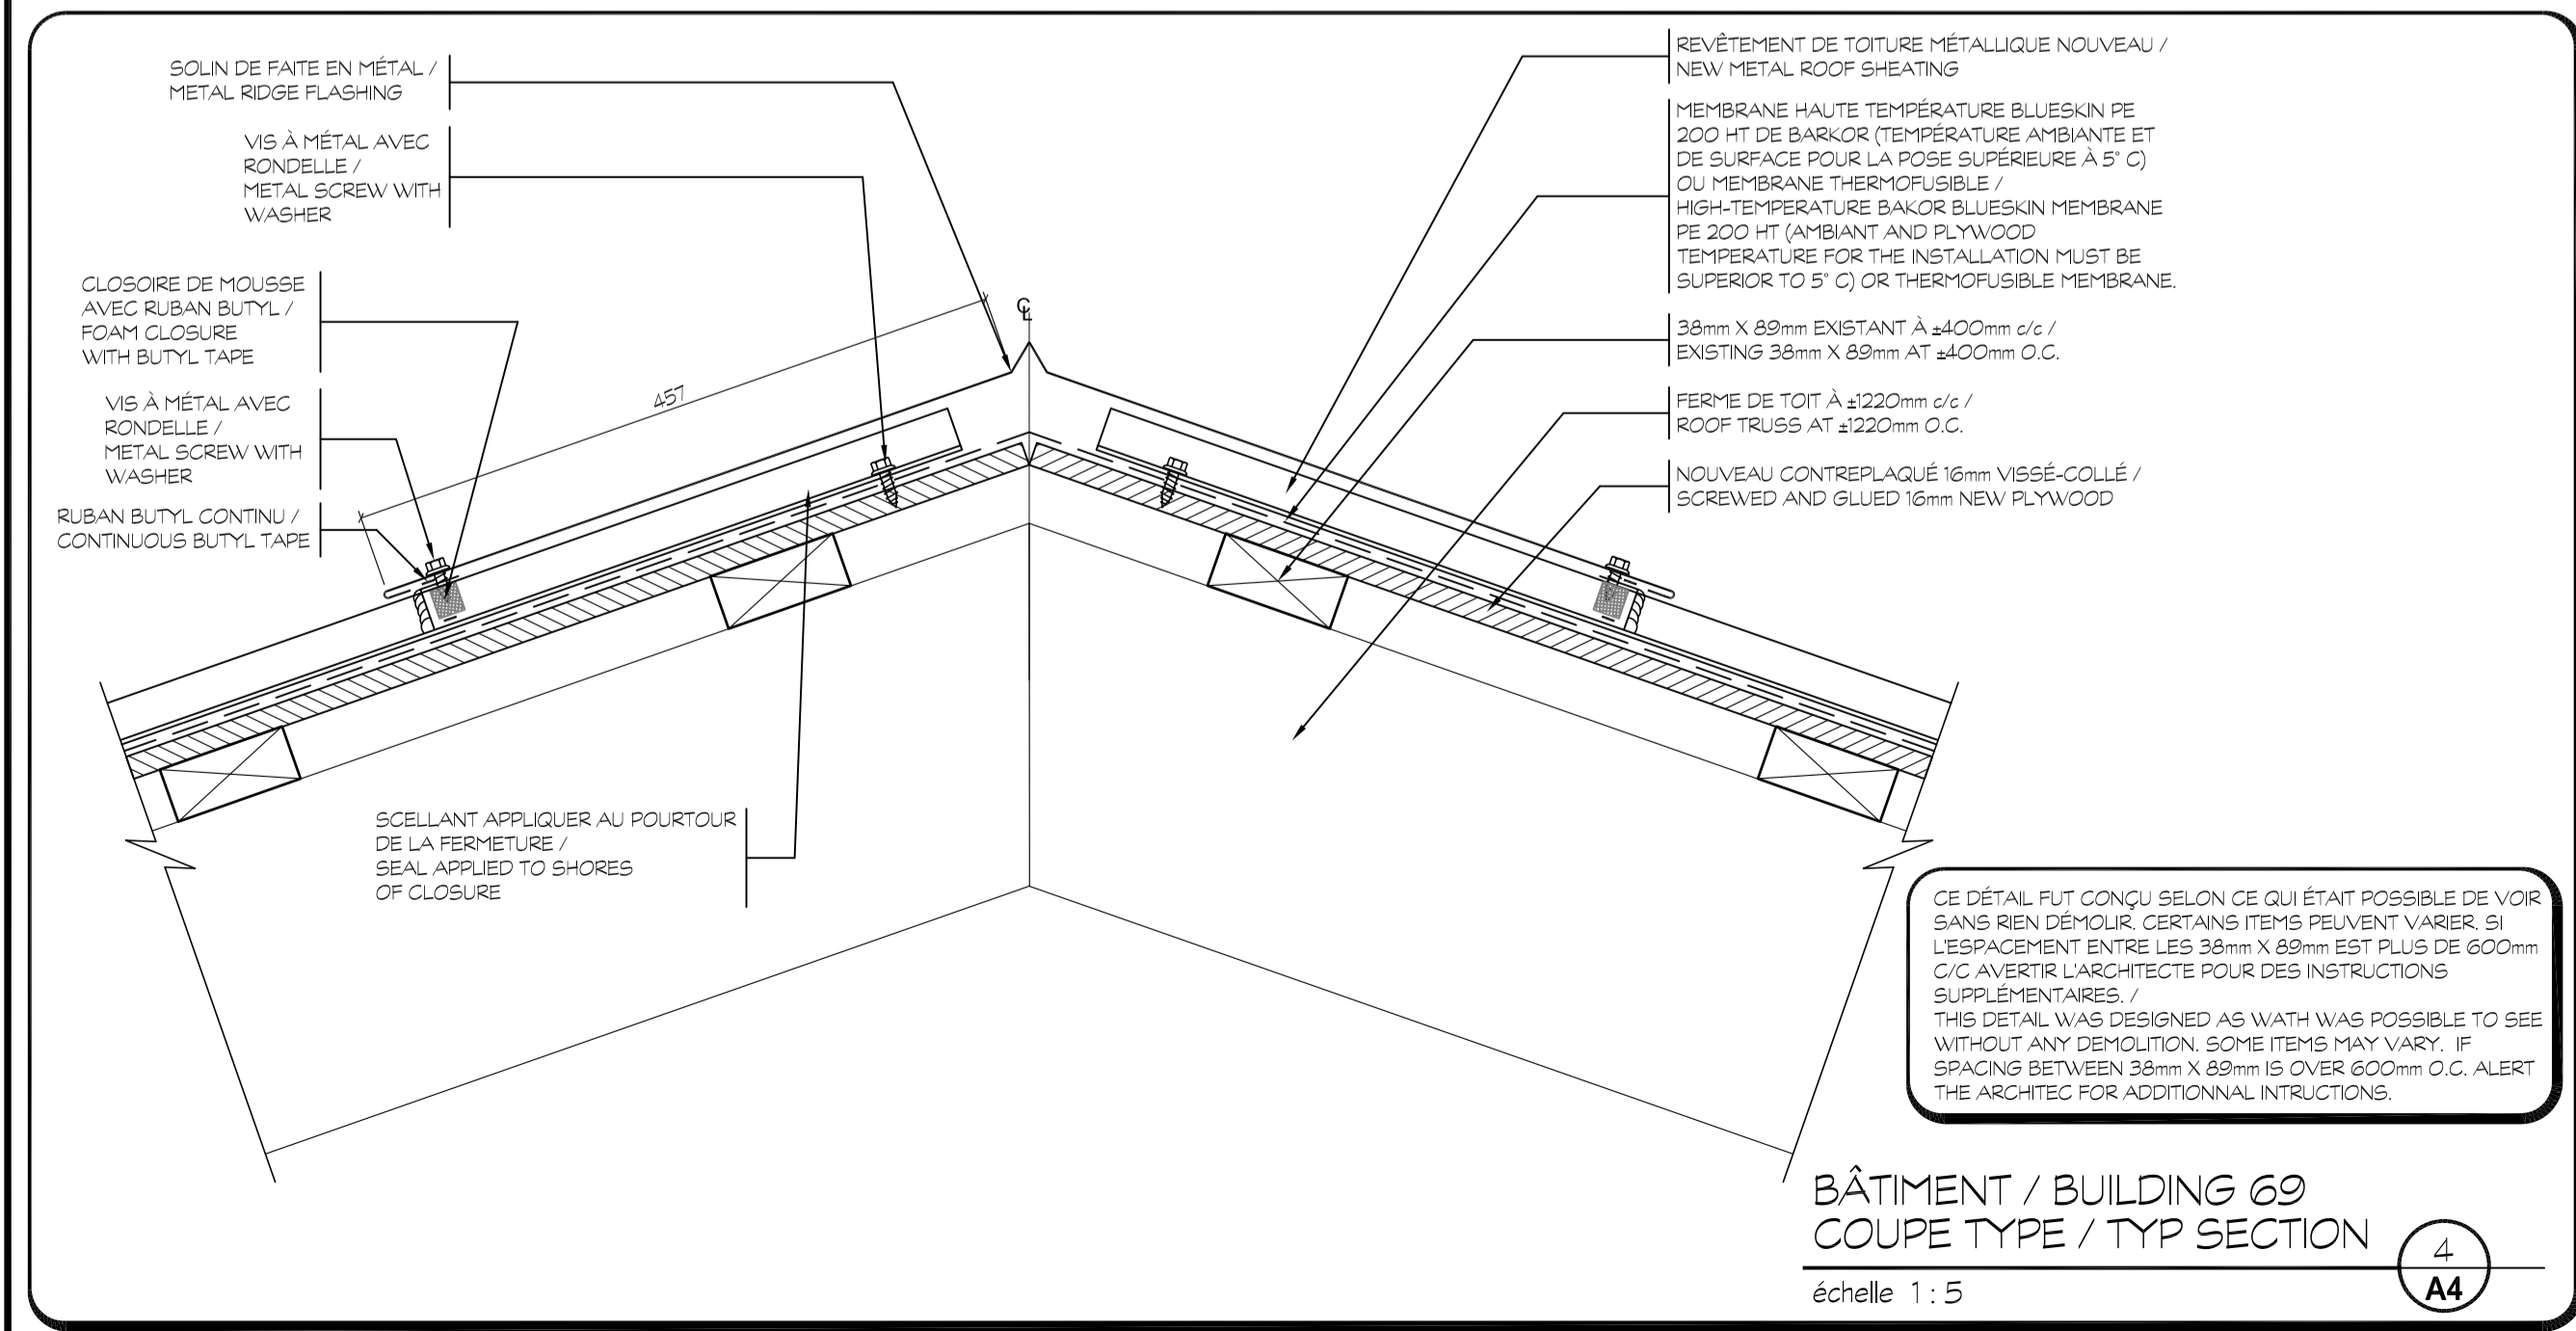 SOLIN DE FAITE EN MÉTAL /
METAL RIDGE FLASHING
VIS À MÉTAL AVEC
RONDELLE /
METAL SCREW WITH
WASHER
CLOSOIRE DE MOUSSE
AVEC RUBAN BUTYL /
FOAM CLOSURE
WITH BUTYL TAPE
VIS À MÉTAL AVEC
RONDELLE /
METAL SCREW WITH
WASHER
RUBAN BUTYL CONTINU /
CONTINUOUS BUTYL TAPE
457
℄
SCELLANT APPLIQUER AU POURTOUR
DE LA FERMETURE /
SEAL APPLIED TO SHORES
OF CLOSURE
REVÊTEMENT DE TOITURE MÉTALLIQUE NOUVEAU /
NEW METAL ROOF SHEATING
MEMBRANE HAUTE TEMPÉRATURE BLUESKIN PE
200 HT DE BARKOR (TEMPÉRATURE AMBIANTE ET
DE SURFACE POUR LA POSE SUPÉRIEURE À 5° C)
OU MEMBRANE THERMOFUSIBLE /
HIGH-TEMPERATURE BAKOR BLUESKIN MEMBRANE
PE 200 HT (AMBIANT AND PLYWOOD
TEMPERATURE FOR THE INSTALLATION MUST BE
SUPERIOR TO 5° C) OR THERMOFUSIBLE MEMBRANE.
38mm X 89mm EXISTANT À ±400mm c/c /
EXISTING 38mm X 89mm AT ±400mm O.C.
FERME DE TOIT À ±1220mm c/c /
ROOF TRUSS AT ±1220mm O.C.
NOUVEAU CONTREPLAQUÉ 16mm VISSÉ-COLLÉ /
SCREWED AND GLUED 16mm NEW PLYWOOD
CE DÉTAIL FUT CONÇU SELON CE QUI ÉTAIT POSSIBLE DE VOIR
SANS RIEN DÉMOLIR. CERTAINS ITEMS PEUVENT VARIER. SI
L'ESPACEMENT ENTRE LES 38mm X 89mm EST PLUS DE 600mm
C/C AVERTIR L'ARCHITECTE POUR DES INSTRUCTIONS
SUPPLÉMENTAIRES. /
THIS DETAIL WAS DESIGNED AS WATH WAS POSSIBLE TO SEE
WITHOUT ANY DEMOLITION. SOME ITEMS MAY VARY. IF
SPACING BETWEEN 38mm X 89mm IS OVER 600mm O.C. ALERT
THE ARCHITEC FOR ADDITIONNAL INTRUCTIONS.
BÂTIMENT / BUILDING 69
COUPE TYPE / TYP SECTION
échelle 1 : 5
4
A4